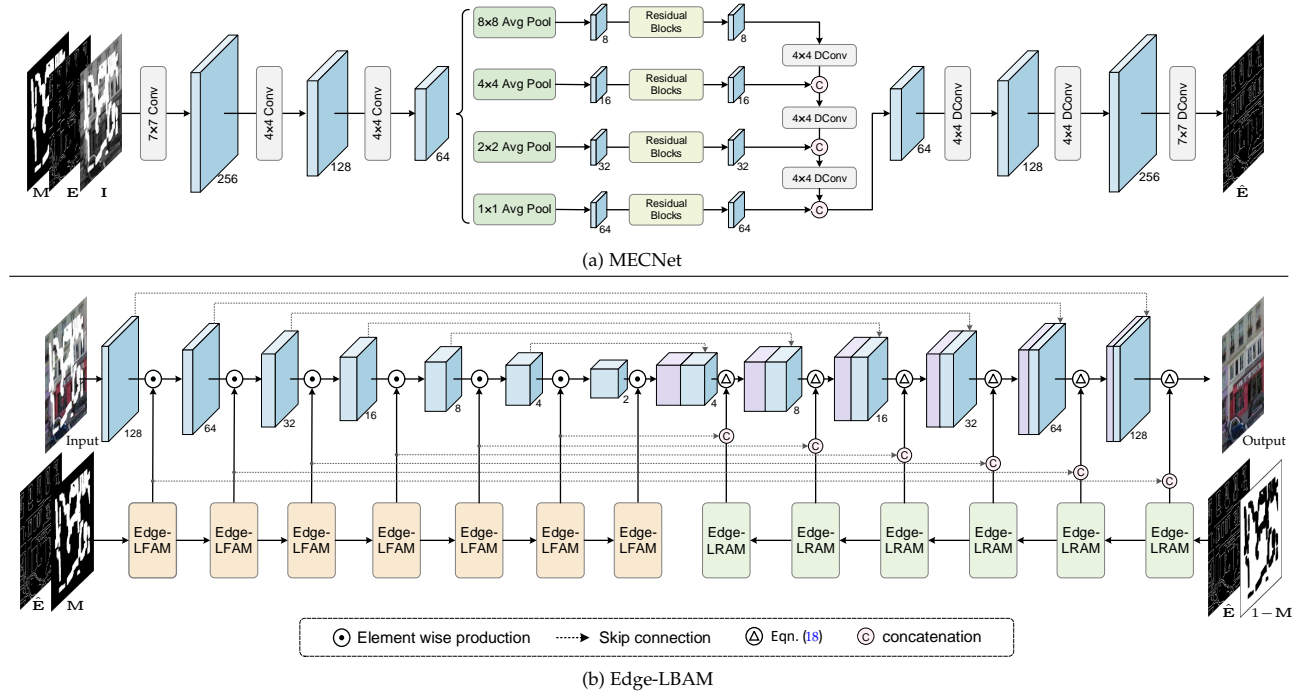 8×8 Avg Pool
8
Residual
Blocks
8
4×4 DConv
4×4 Avg Pool
16
Residual
Blocks
16
C
7×7 Conv
256
4×4 Conv
128
4×4 Conv
64
4×4 DConv
2×2 Avg Pool
32
Residual
Blocks
32
C
4×4 DConv
1×1 Avg Pool
64
Residual
Blocks
64
C
64
4×4 DConv
128
4×4 DConv
256
7×7 DConv
M E I
Ê
(a) MECNet
Input
128
64
32
16
8
4
2
4
8
16
32
64
128
Output
C
C
C
C
C
C
Edge-
LFAM
Edge-
LFAM
Edge-
LFAM
Edge-
LFAM
Edge-
LFAM
Edge-
LFAM
Edge-
LFAM
Edge-
LRAM
Edge-
LRAM
Edge-
LRAM
Edge-
LRAM
Edge-
LRAM
Edge-
LRAM
Ê M
Ê 1−M
Element wise production
Skip connection
Eqn. (18)
C concatenation
(b) Edge-LBAM